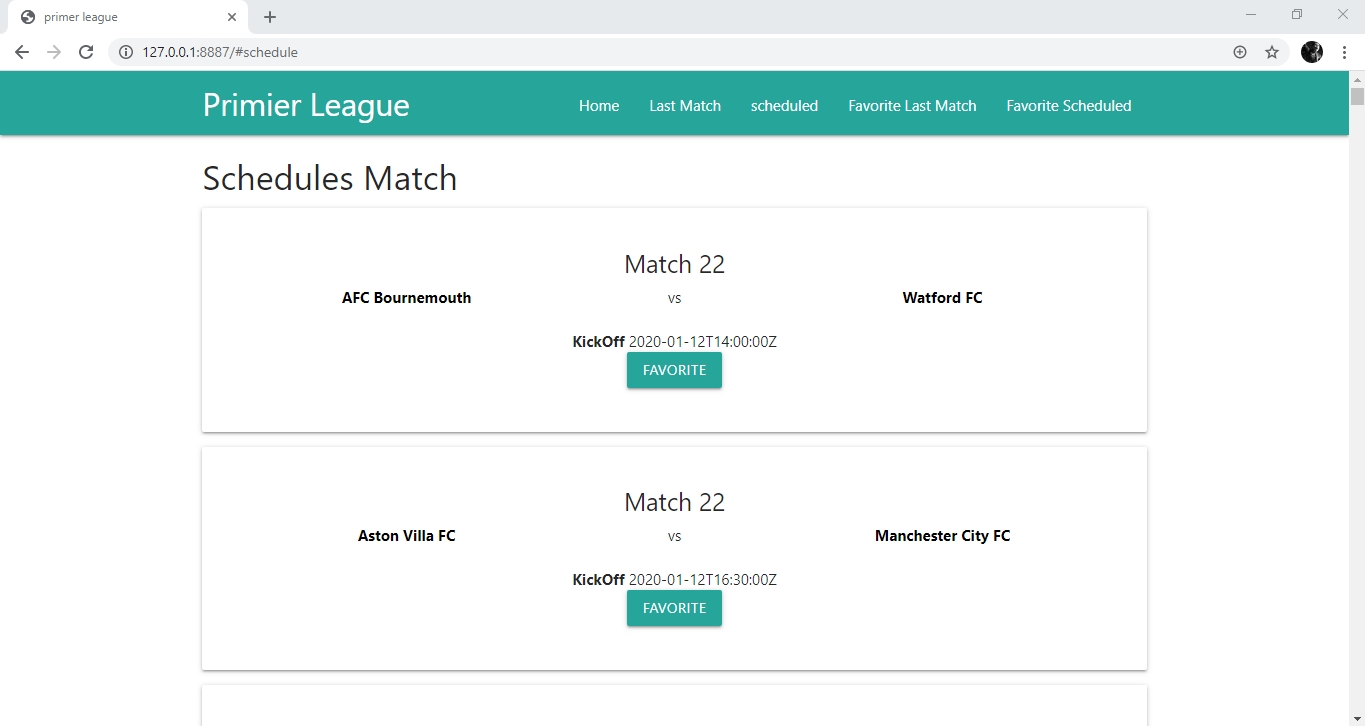 primer league
127.0.0.1:8887/#schedule
Primier League Home Last Match scheduled Favorite Last Match Favorite Scheduled
Schedules Match
Match 22
AFC Bournemouth vs Watford FC
KickOff 2020-01-12T14:00:00Z
FAVORITE
Match 22
Aston Villa FC vs Manchester City FC
KickOff 2020-01-12T16:30:00Z
FAVORITE